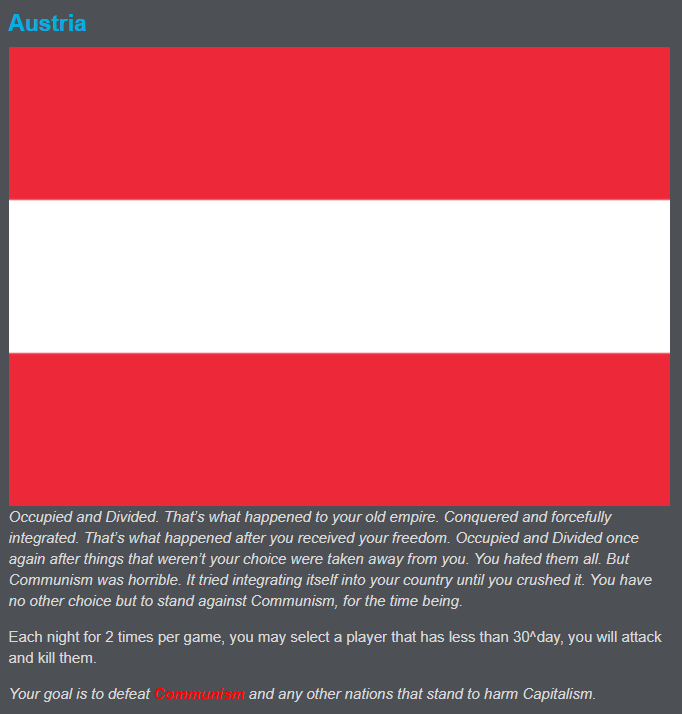 Austria
Occupied and Divided. That’s what happened to your old empire. Conquered and forcefully
integrated. That’s what happened after you received your freedom. Occupied and Divided once
again after things that weren’t your choice were taken away from you. You hated them all. But
Communism was horrible. It tried integrating itself into your country until you crushed it. You have
no other choice but to stand against Communism, for the time being.
Each night for 2 times per game, you may select a player that has less than 30^day, you will attack
and kill them.
Your goal is to defeat Communism and any other nations that stand to harm Capitalism.